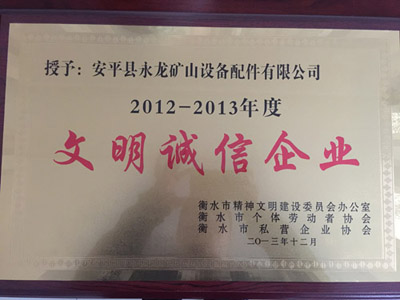 授予：安平县永龙矿山设备配件有限公司
2012-2013年度
文明诚信企业
衡水市精神文明建设委员会办公室
衡水市个体劳动者协会
衡水市私营企业协会
二〇一三年十二月